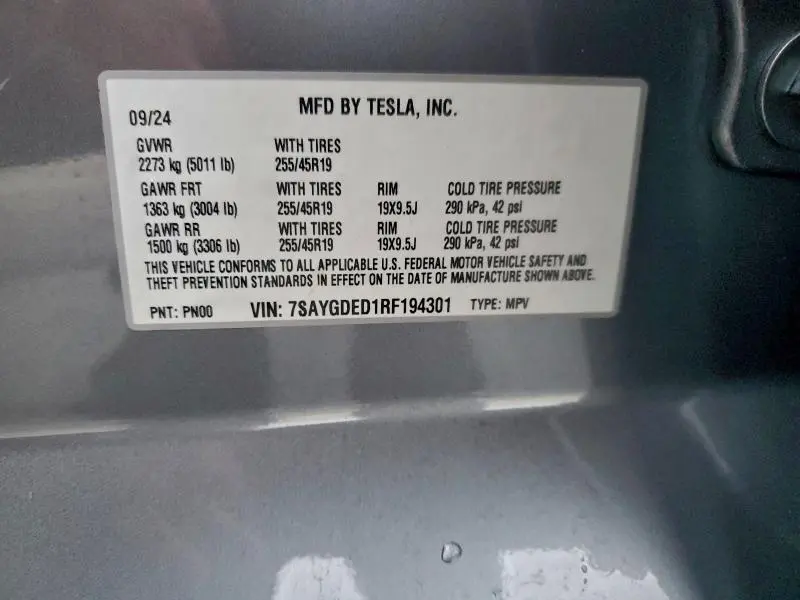 MFD BY TESLA, INC.
09/24
GVWR WITH TIRES
2273 kg (5011 lb) 255/45R19
GAWR FRT WITH TIRES RIM COLD TIRE PRESSURE
1363 kg (3004 lb) 255/45R19 19X9.5J 290 kPa, 42 psi
GAWR RR WITH TIRES RIM COLD TIRE PRESSURE
1500 kg (3306 lb) 255/45R19 19X9.5J 290 kPa, 42 psi
THIS VEHICLE CONFORMS TO ALL APPLICABLE U.S. FEDERAL MOTOR VEHICLE SAFETY AND
THEFT PREVENTION STANDARDS IN EFFECT ON THE DATE OF MANUFACTURE SHOWN ABOVE.
PNT: PN00 VIN: 7SAYGDED1RF194301 TYPE: MPV